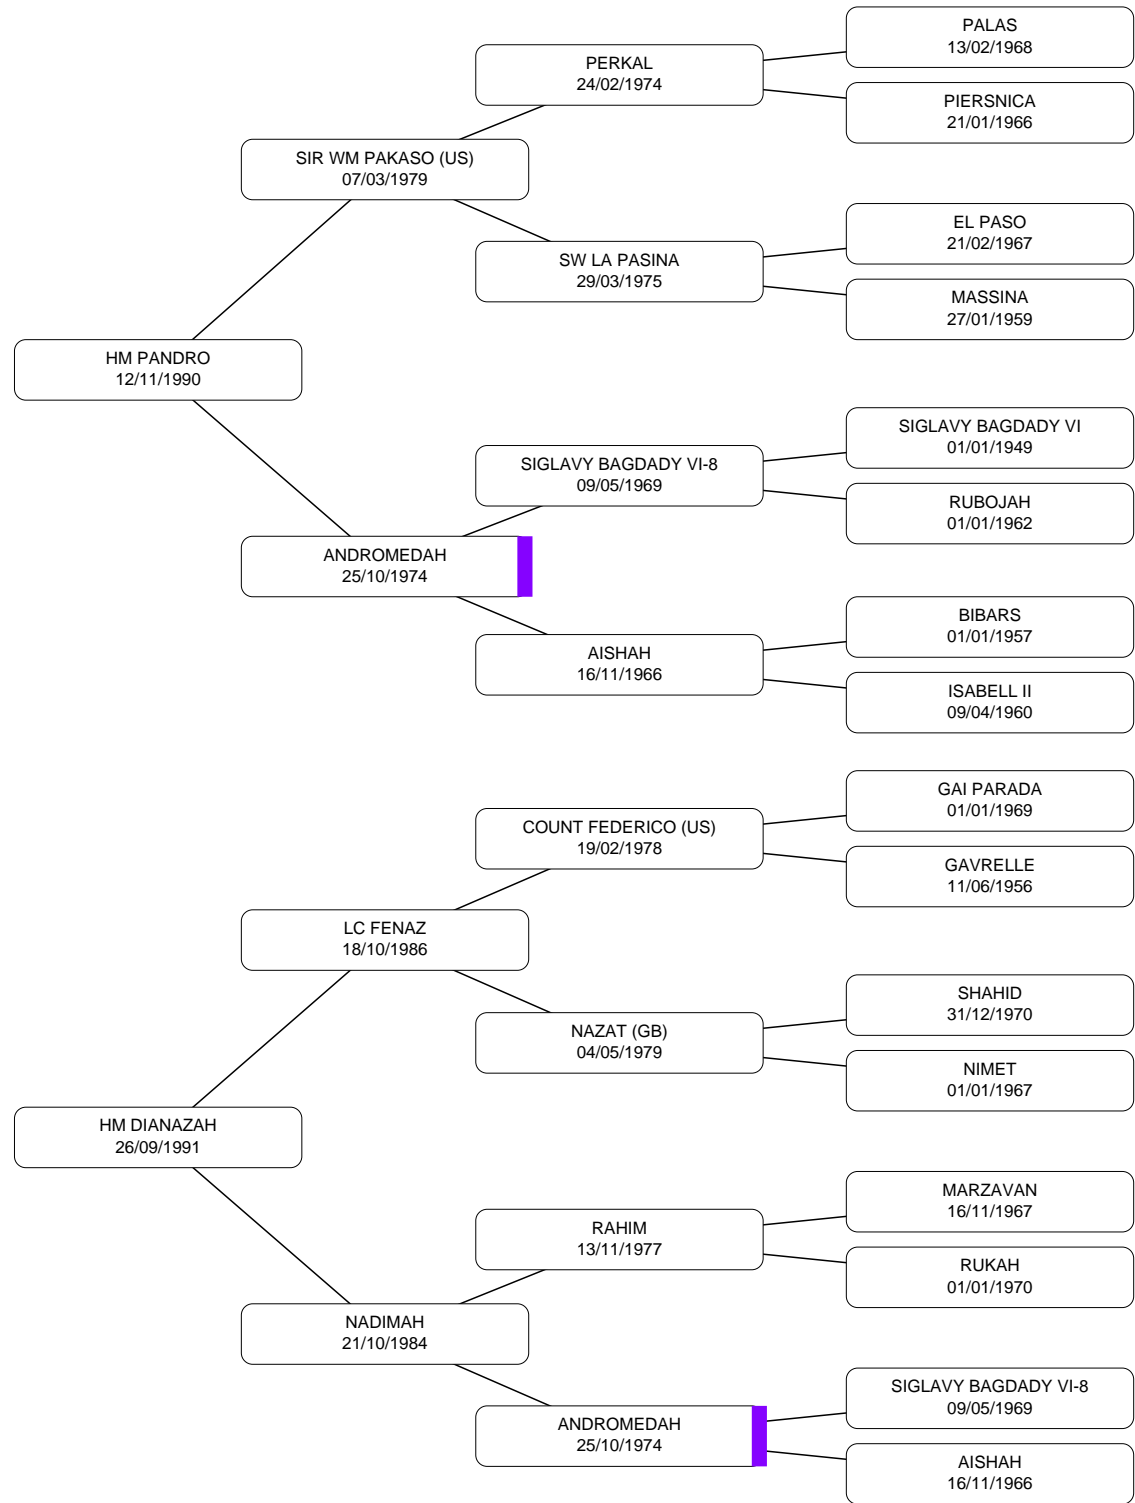 PALAS
13/02/1968
PERKAL
24/02/1974
PIERSNICA
21/01/1966
SIR WM PAKASO (US)
07/03/1979
EL PASO
21/02/1967
SW LA PASINA
29/03/1975
MASSINA
27/01/1959
HM PANDRO
12/11/1990
SIGLAVY BAGDADY VI
01/01/1949
SIGLAVY BAGDADY VI-8
09/05/1969
RUBOJAH
01/01/1962
ANDROMEDAH
25/10/1974
BIBARS
01/01/1957
AISHAH
16/11/1966
ISABELL II
09/04/1960
GAI PARADA
01/01/1969
COUNT FEDERICO (US)
19/02/1978
GAVRELLE
11/06/1956
LC FENAZ
18/10/1986
SHAHID
31/12/1970
NAZAT (GB)
04/05/1979
NIMET
01/01/1967
HM DIANAZAH
26/09/1991
MARZAVAN
16/11/1967
RAHIM
13/11/1977
RUKAH
01/01/1970
NADIMAH
21/10/1984
SIGLAVY BAGDADY VI-8
09/05/1969
ANDROMEDAH
25/10/1974
AISHAH
16/11/1966